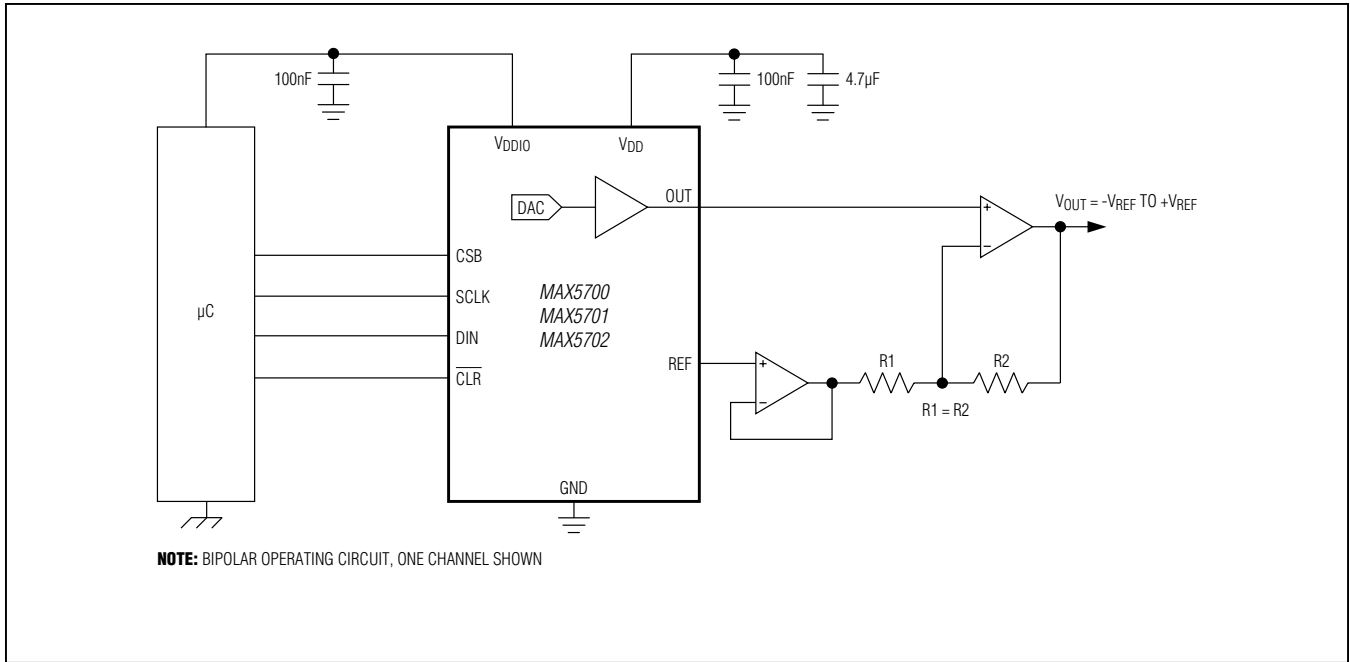 100nF
100nF
4.7µF
VDDIO
VDD
DAC
OUT
+
-
VOUT = -VREF TO +VREF
CSB
µC
SCLK
MAX5700
MAX5701
DIN
MAX5702
REF
+
-
R1
R2
CLR
R1 = R2
GND
NOTE: BIPOLAR OPERATING CIRCUIT, ONE CHANNEL SHOWN